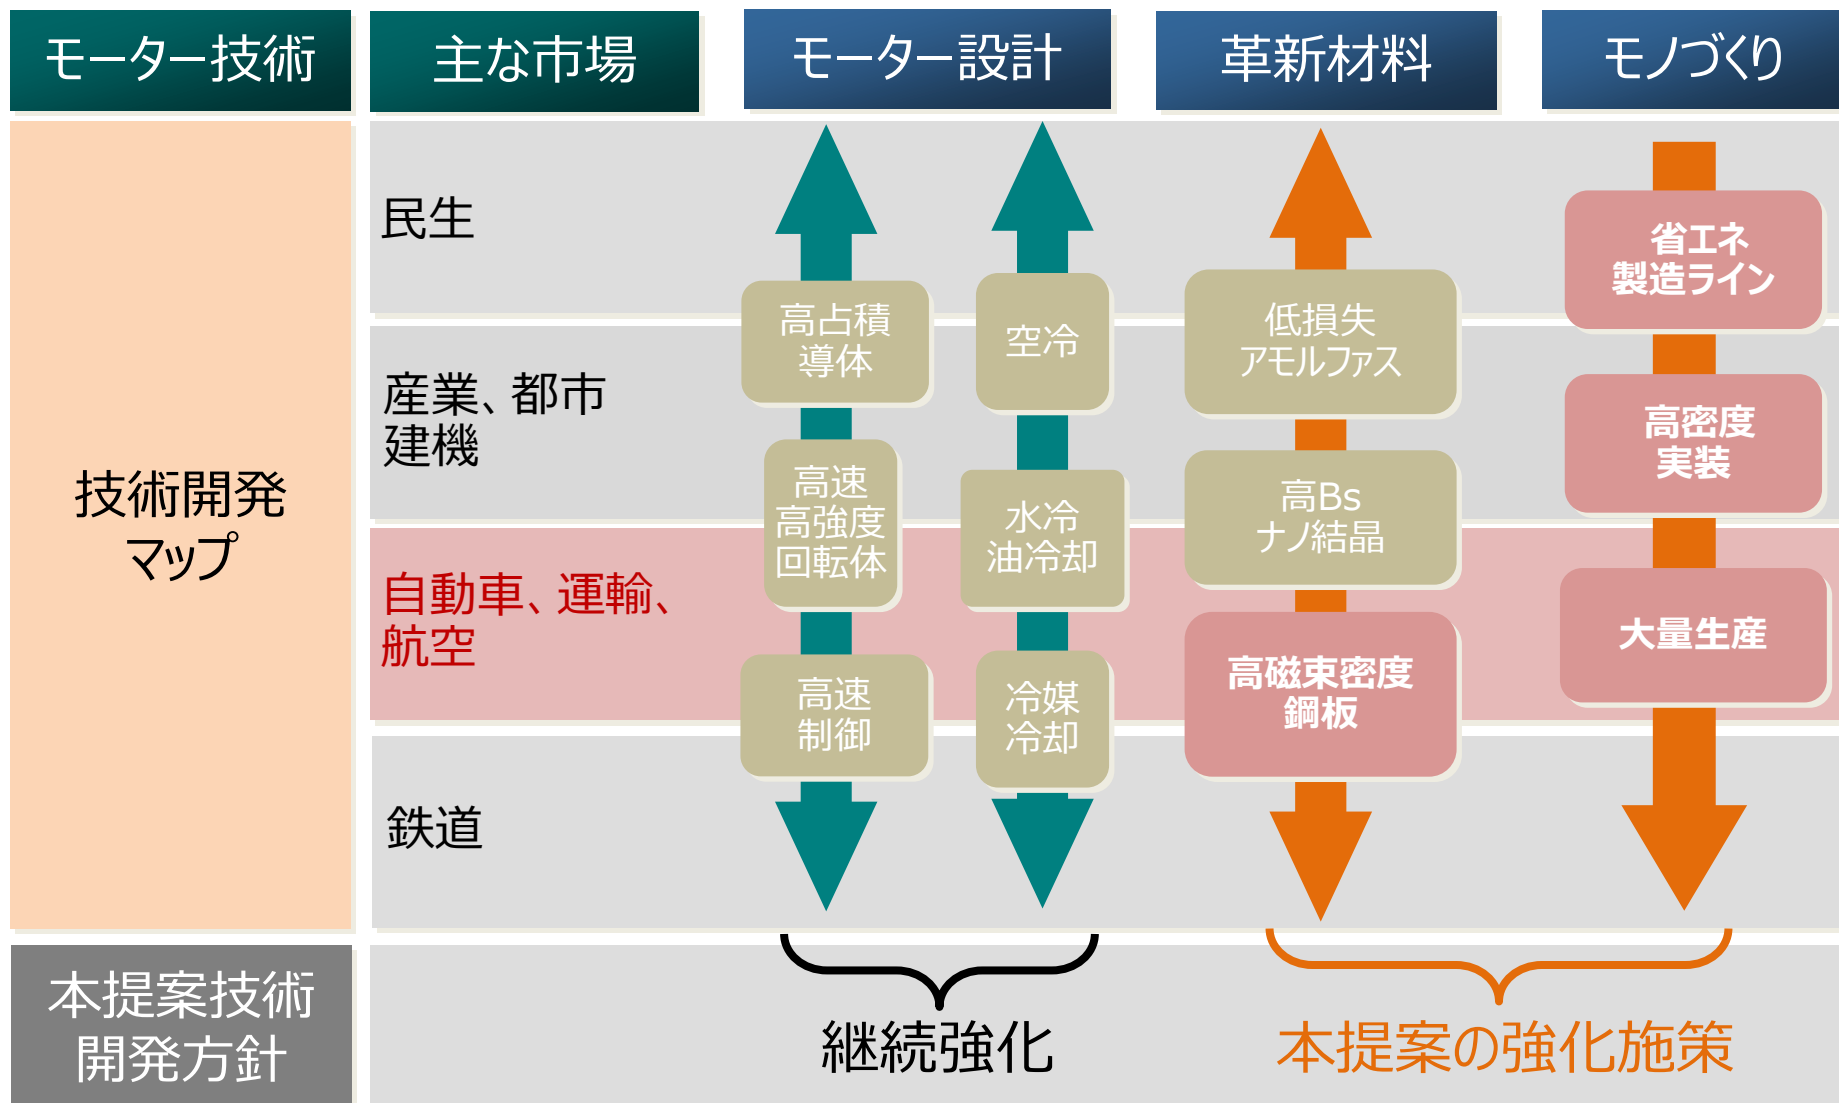 モーター技術
主な市場
モーター設計
革新材料
モノづくり
技術開発
マップ
民生
産業、都市
建機
自動車、運輸、
航空
鉄道
高占積
導体
高速
高強度
回転体
高速
制御
空冷
水冷
油冷却
冷媒
冷却
低損失
アモルファス
高Bs
ナノ結晶
高磁束密度
鋼板
省エネ
製造ライン
高密度
実装
大量生産
本提案技術
開発方針
継続強化
本提案の強化施策